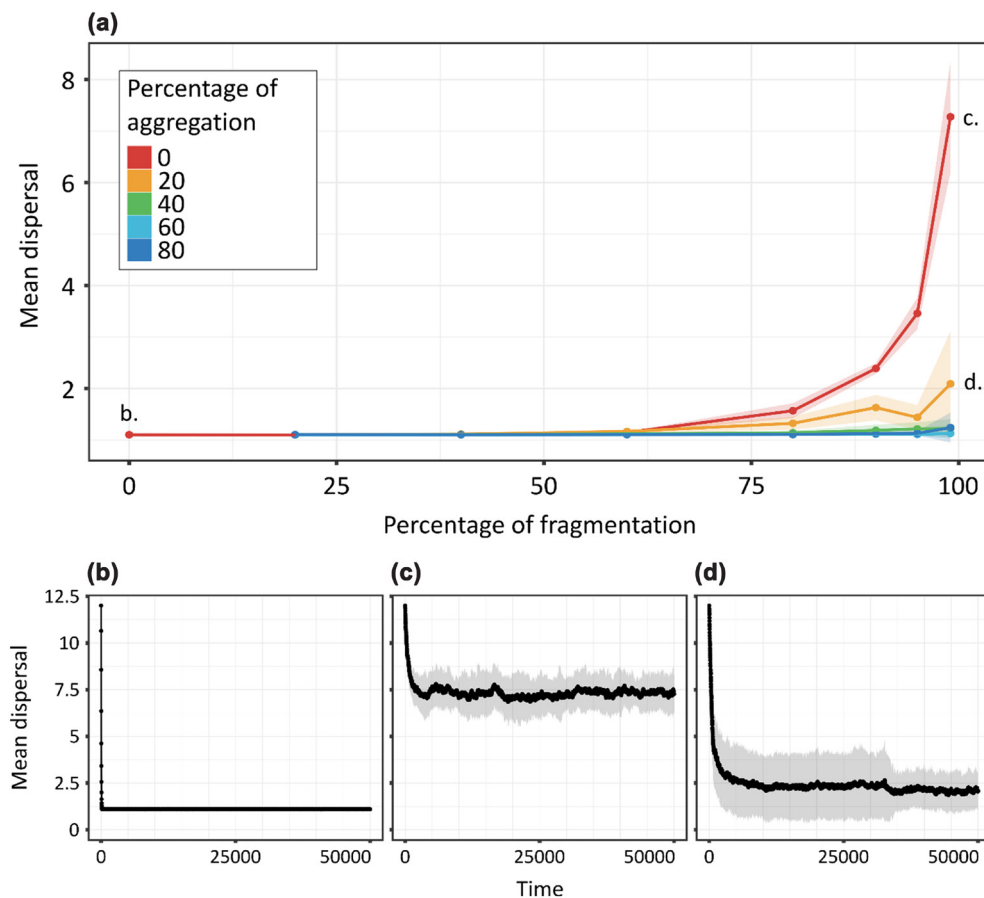 (a)
Percentage of
aggregation
0
20
40
60
80
8
6
4
2
Mean dispersal
b.
c.
d.
0 25 50 75 100
Percentage of fragmentation
(b) (c) (d)
12.5
10
7.5
5
2.5
0
Mean dispersal
0 25000 50000 0 25000 50000 0 25000 50000
Time